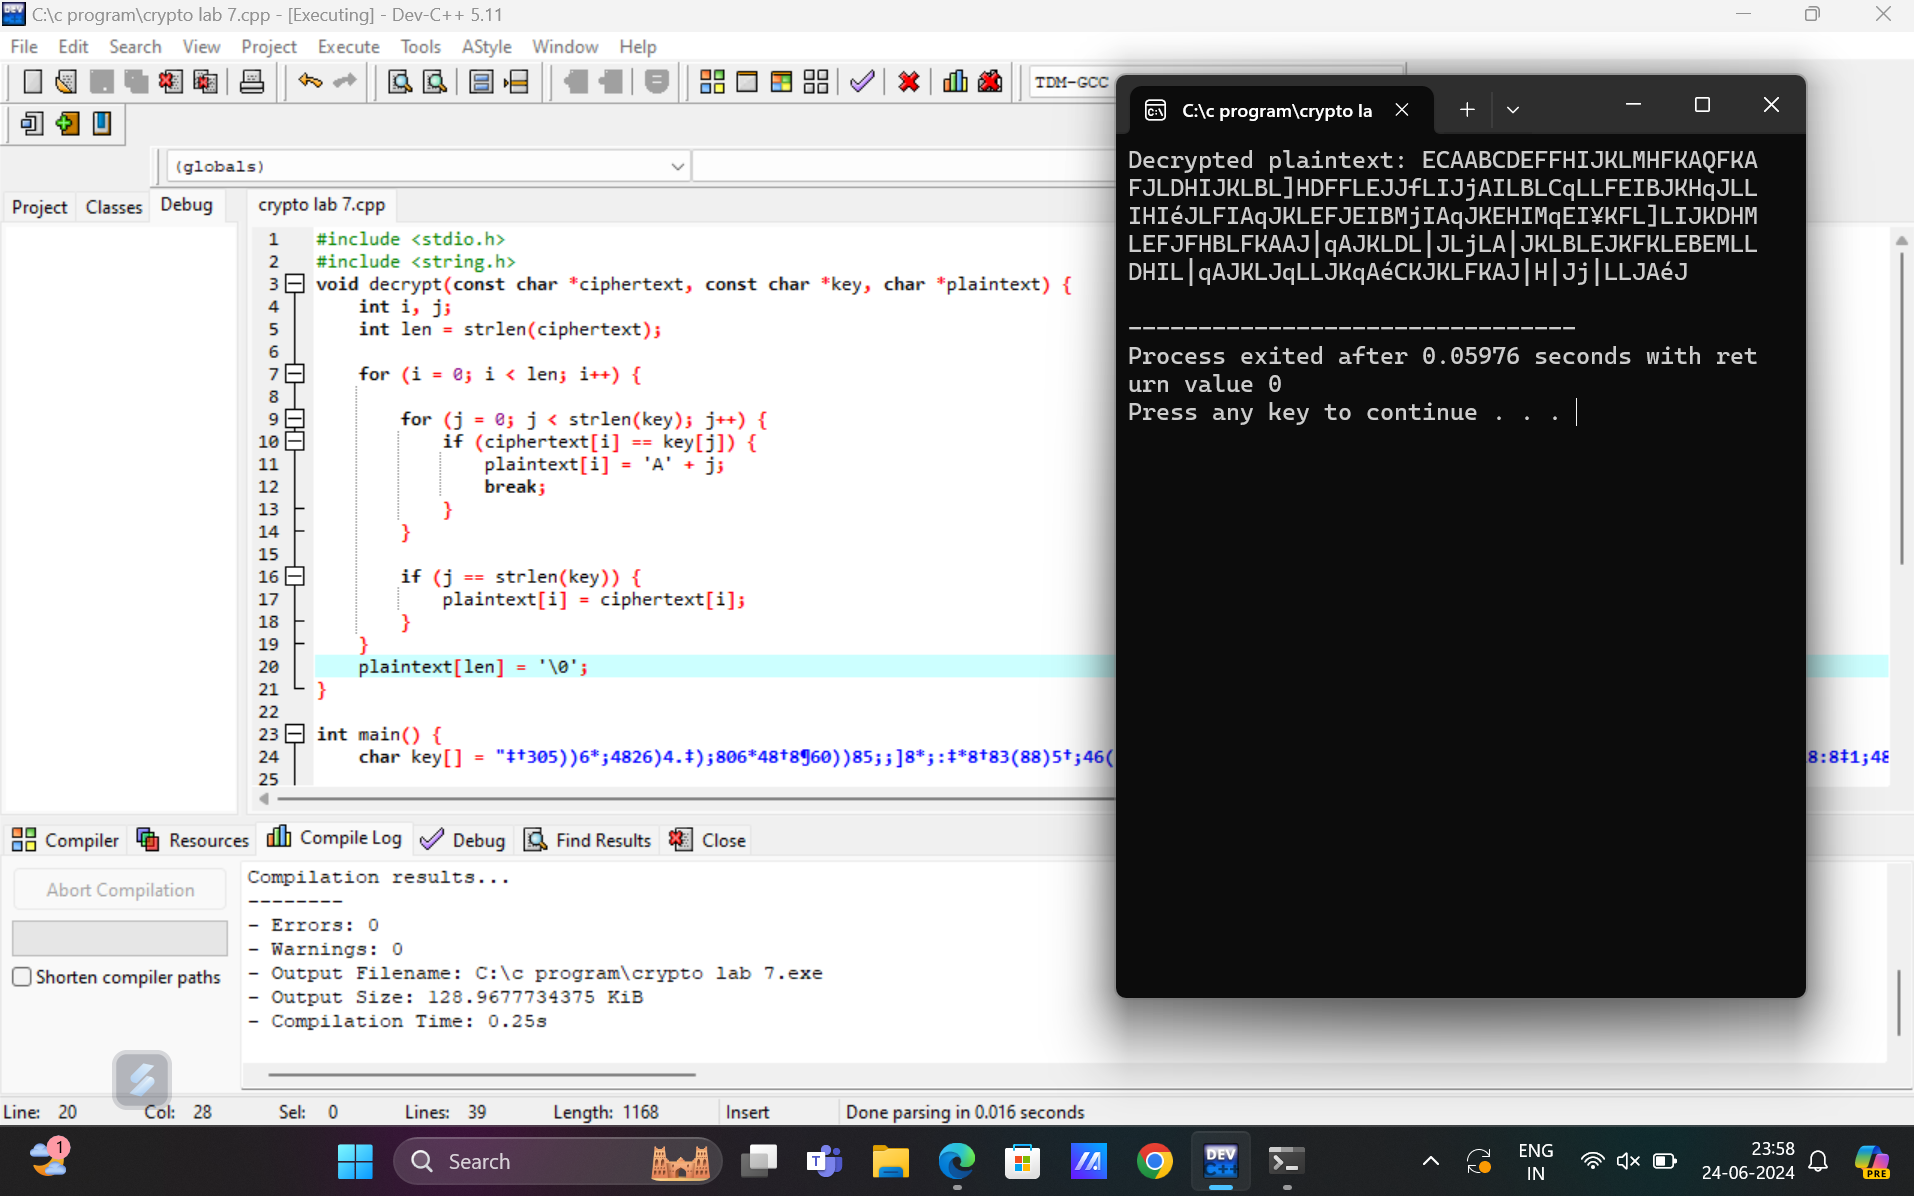 C:\c program\crypto lab 7.cpp - [Executing] - Dev-C++ 5.11
File Edit Search View Project Execute Tools AStyle Window Help
TDM-GCC
(globals)
Project Classes Debug
crypto lab 7.cpp
1 #include <stdio.h>
2 #include <string.h>
3 void decrypt(const char *ciphertext, const char *key, char *plaintext) {
4 int i, j;
5 int len = strlen(ciphertext);
6
7 for (i = 0; i < len; i++) {
8
9 for (j = 0; j < strlen(key); j++) {
10 if (ciphertext[i] == key[j]) {
11 plaintext[i] = 'A' + j;
12 break;
13 }
14 }
15
16 if (j == strlen(key)) {
17 plaintext[i] = ciphertext[i];
18 }
19 }
20 plaintext[len] = '\0';
21 }
22
23 int main() {
24 char key[] = "‡†305))6*;4826)4.‡);806*48†8¶60))85;;]8*;:‡*8†83(88)5†;46( 8:8‡1;48
25
C:\c program\crypto la
Decrypted plaintext: ECAABCDEFFHIJKLMHFKAQFKA
FJLDHIJKLBL]HDFFLEJJfLIJjAILBLCqLLFEIBJKHqJLL
IHIéJLFIAqJKLEFJEIBMjIAqJKEHIMqEI¥KFL]LIJKDHM
LEFJFHBLFKAAJ|qAJKLDL|JLjLA|JKLBLEJKFKLEBEMLL
DHIL|qAJKLJqLLJKqAéCKJKLFKAJ|H|Jj|LLJAéJ
--------------------------------
Process exited after 0.05976 seconds with ret
urn value 0
Press any key to continue . . .
Compiler Resources Compile Log Debug Find Results Close
Abort Compilation
Shorten compiler paths
Compilation results...
--------
- Errors: 0
- Warnings: 0
- Output Filename: C:\c program\crypto lab 7.exe
- Output Size: 128.9677734375 KiB
- Compilation Time: 0.25s
Line: 20 Col: 28 Sel: 0 Lines: 39 Length: 1168 Insert Done parsing in 0.016 seconds
1
Search
DEV C++
ENG
IN
23:58
24-06-2024
PRE